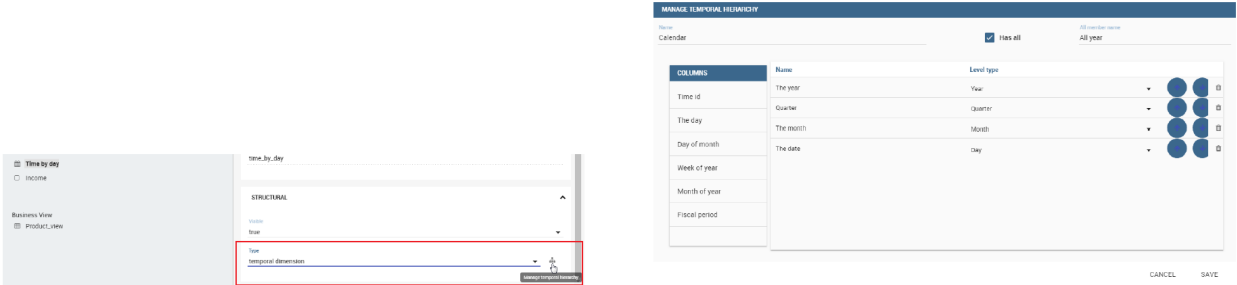 time_by_day
Time by day
Income
STRUCTURAL
Business View
Product_view
Visible
true
Type
temporal dimension
Manage temporal hierarchy
MANAGE TEMPORAL HIERARCHY
Name
Calendar
Has all
All member name
All year
COLUMNS
Time id
The day
Day of month
Week of year
Month of year
Fiscal period
Name Level type
The year Year
Quarter Quarter
The month Month
The date Day
CANCEL SAVE